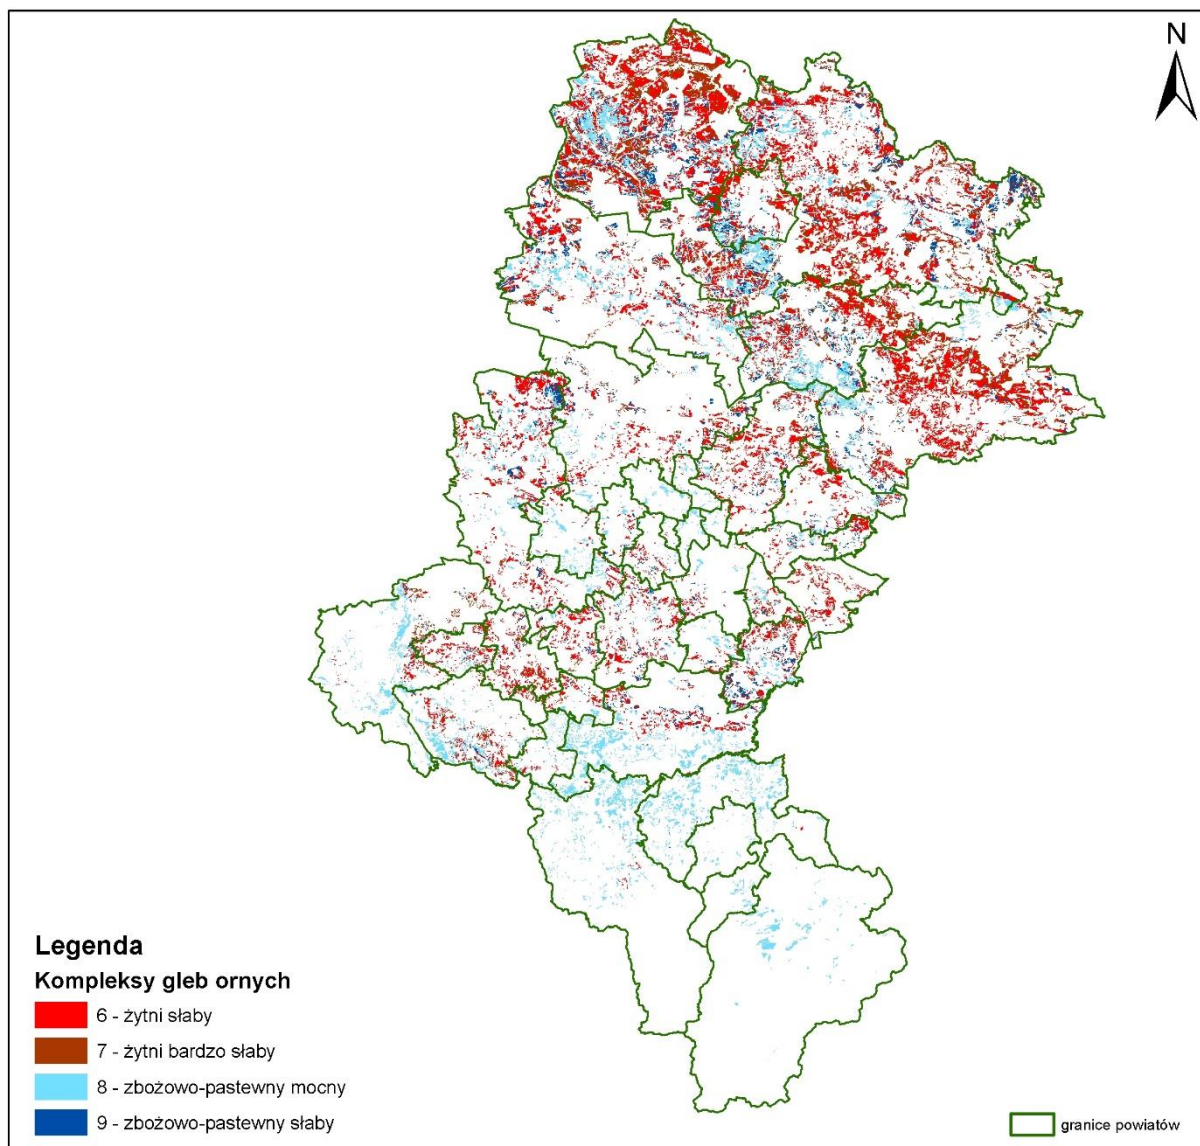 N
Legenda
Kompleksy gleb ornych
6 - żytni słaby
7 - żytni bardzo słaby
8 - zbożowo-pastewny mocny
9 - zbożowo-pastewny słaby
granice powiatów